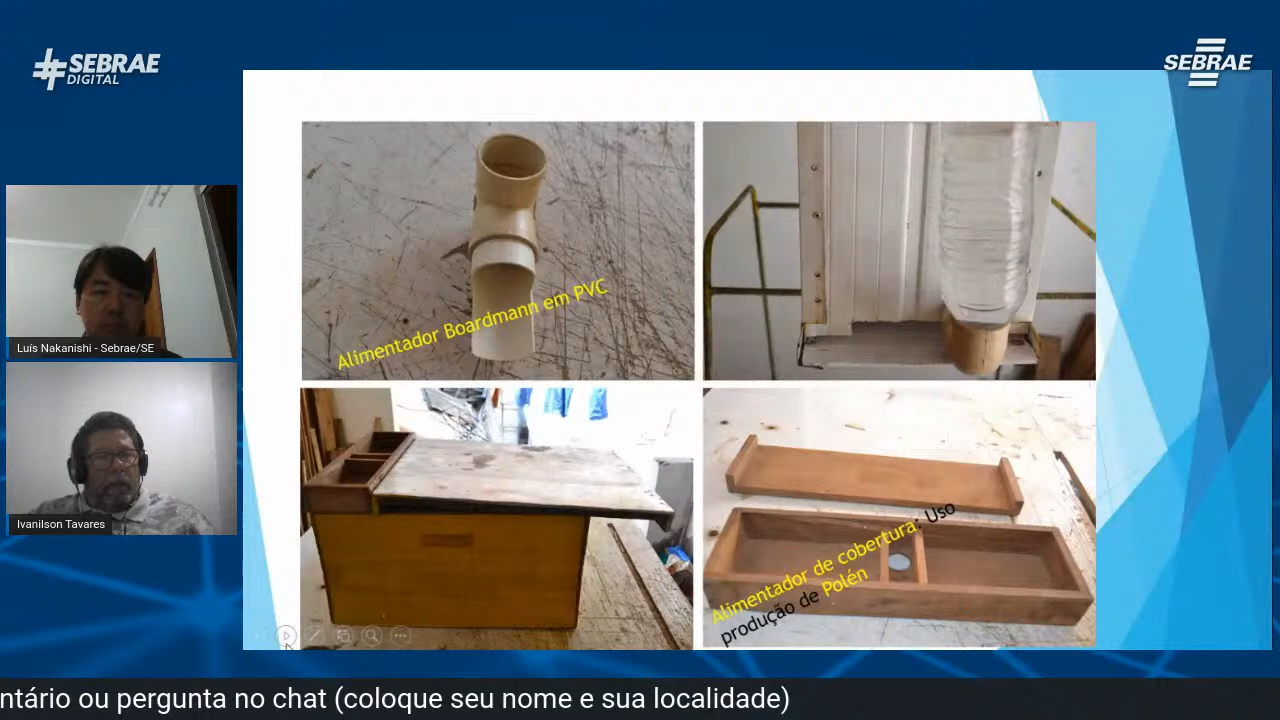 #SEBRAE
DIGITAL
SEBRAE
Luís Nakanishi - Sebrae/SE
Ivanilson Tavares
Alimentador Boardmann em PVC
Alimentador de cobertura: Uso
produção de Polén
ntário ou pergunta no chat (coloque seu nome e sua localidade)